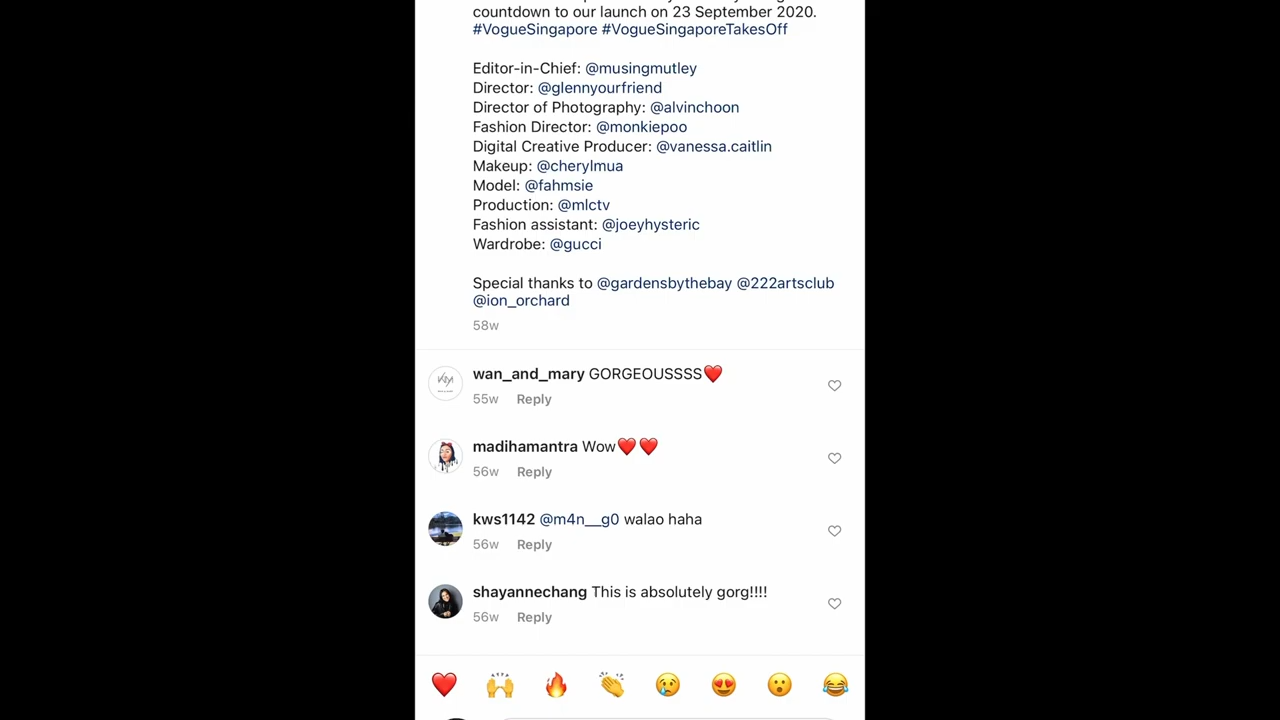 countdown to our launch on 23 September 2020.
#VogueSingapore #VogueSingaporeTakesOff
Editor-in-Chief: @musingmutley
Director: @glennyourfriend
Director of Photography: @alvinchoon
Fashion Director: @monkiepoo
Digital Creative Producer: @vanessa.caitlin
Makeup: @cherylmua
Model: @fahmsie
Production: @mlctv
Fashion assistant: @joeyhysteric
Wardrobe: @gucci
Special thanks to @gardensbythebay @222artsclub
@ion_orchard
58w
wan_and_mary GORGEOUSSSS❤️
55w Reply
madihamantra Wow❤️❤️
56w Reply
kws1142 @m4n__g0 walao haha
56w Reply
shayannechang This is absolutely gorg!!!!
56w Reply